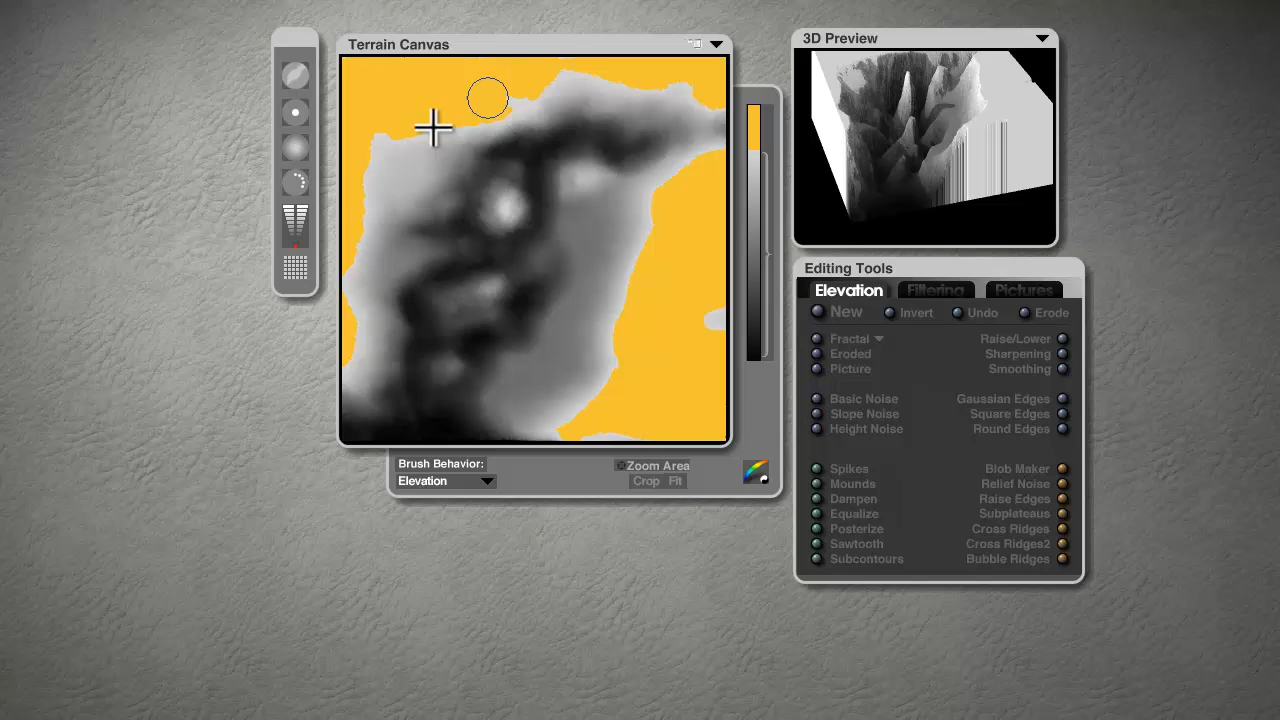 Terrain Canvas
3D Preview
Editing Tools
Elevation Filtering Pictures
New Invert Undo Erode
Fractal Raise/Lower
Eroded Sharpening
Picture Smoothing
Basic Noise Gaussian Edges
Slope Noise Square Edges
Height Noise Round Edges
Spikes Blob Maker
Mounds Relief Noise
Dampen Raise Edges
Equalize Subplateaus
Posterize Cross Ridges
Sawtooth Cross Ridges2
Subcontours Bubble Ridges
Brush Behavior:
Elevation
Zoom Area
Crop Fit